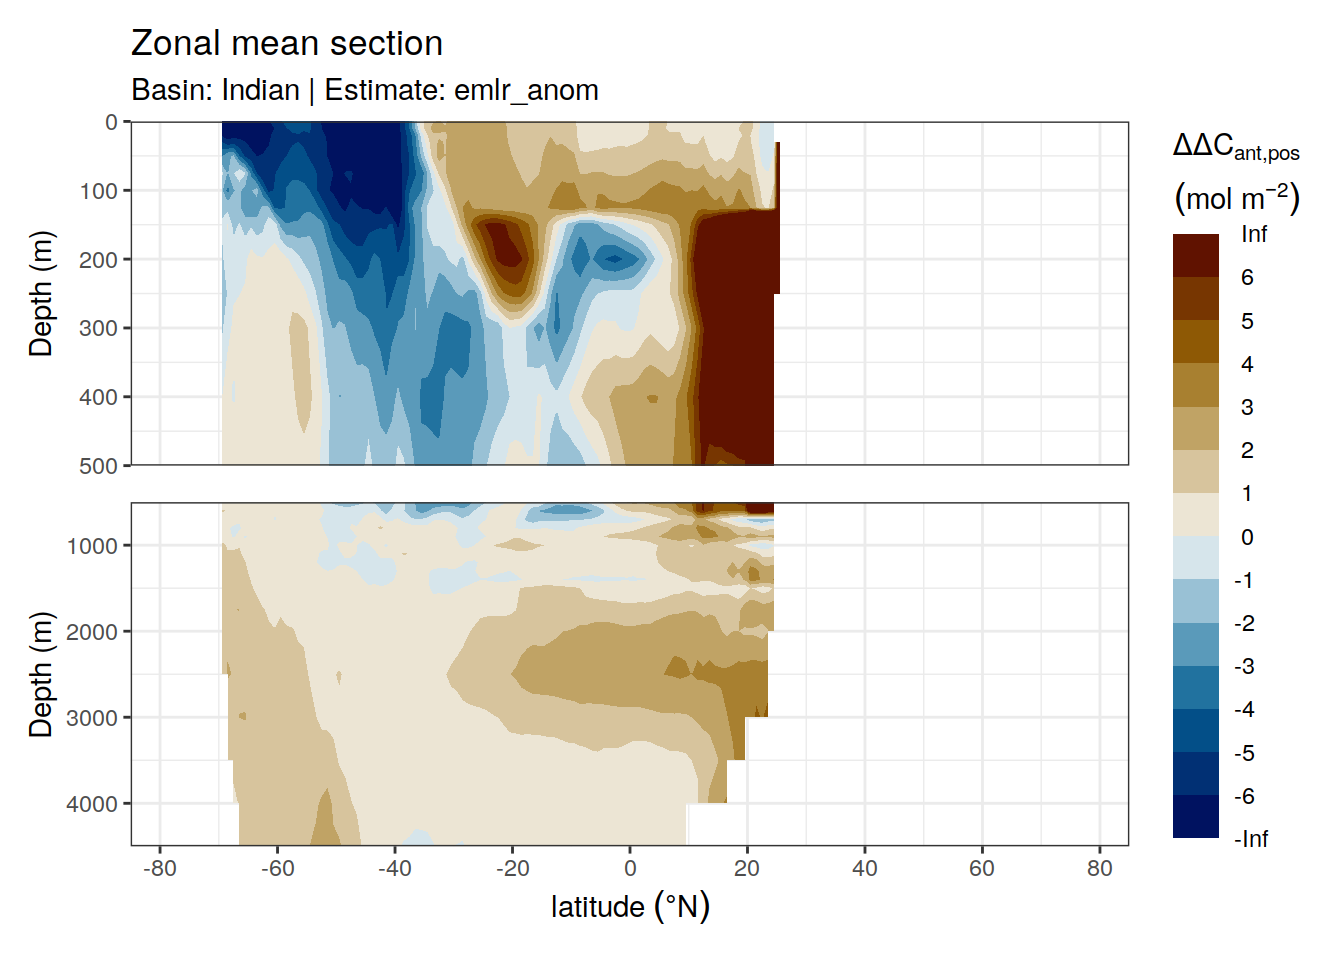 Zonal mean section
Basin: Indian | Estimate: emlr_anom
Depth (m)
0
100
200
300
400
500
Depth (m)
1000
2000
3000
4000
-80 -60 -40 -20 0 20 40 60 80
latitude (°N)
ΔΔC_ant,pos
(mol m⁻²)
Inf
6
5
4
3
2
1
0
-1
-2
-3
-4
-5
-6
-Inf